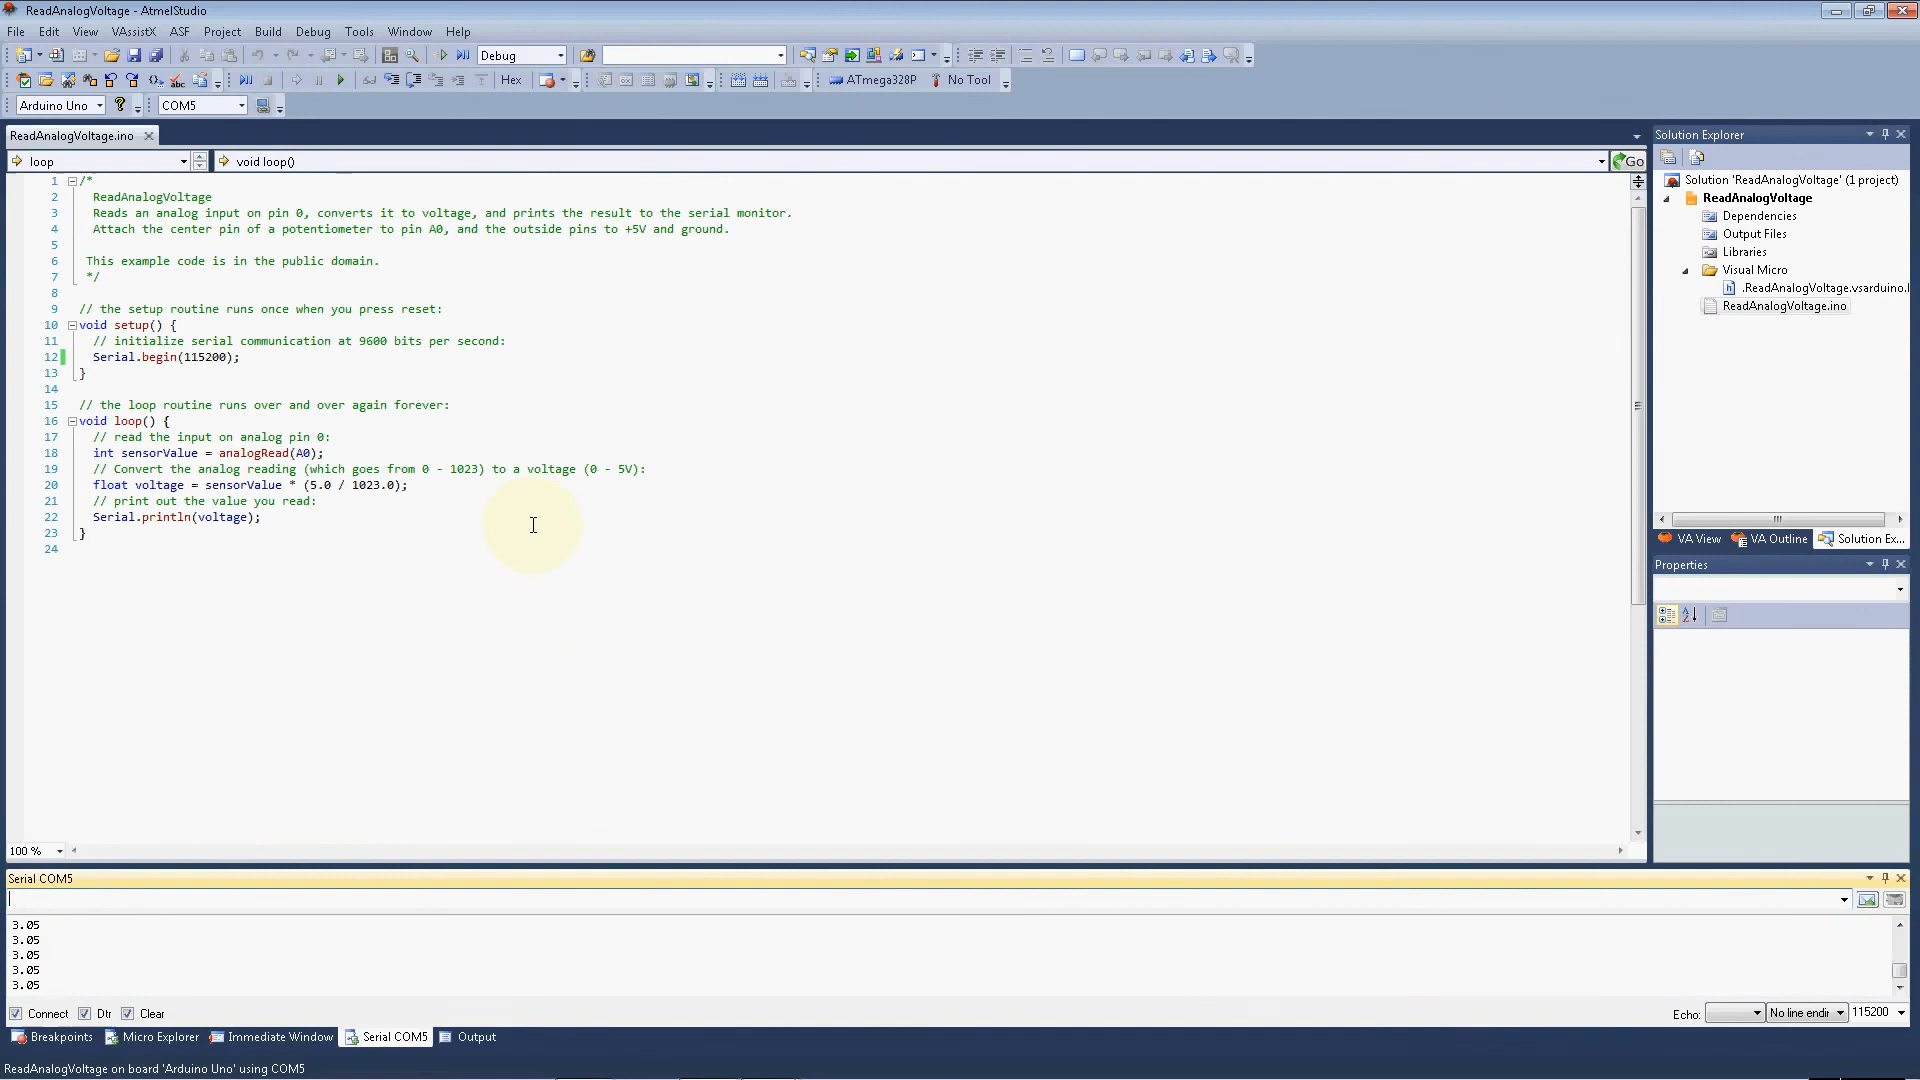 ReadAnalogVoltage - AtmelStudio
File Edit View VAssistX ASF Project Build Debug Tools Window Help
Debug
Hex ATmega328P No Tool
Arduino Uno COM5
ReadAnalogVoltage.ino
loop void loop() Go
1 /*
2 ReadAnalogVoltage
3 Reads an analog input on pin 0, converts it to voltage, and prints the result to the serial monitor.
4 Attach the center pin of a potentiometer to pin A0, and the outside pins to +5V and ground.
5
6 This example code is in the public domain.
7 */
8
9 // the setup routine runs once when you press reset:
10 void setup() {
11 // initialize serial communication at 9600 bits per second:
12 Serial.begin(115200);
13 }
14
15 // the loop routine runs over and over again forever:
16 void loop() {
17 // read the input on analog pin 0:
18 int sensorValue = analogRead(A0);
19 // Convert the analog reading (which goes from 0 - 1023) to a voltage (0 - 5V):
20 float voltage = sensorValue * (5.0 / 1023.0);
21 // print out the value you read:
22 Serial.println(voltage);
23 }
24
100 %
Solution Explorer
Solution 'ReadAnalogVoltage' (1 project)
ReadAnalogVoltage
Dependencies
Output Files
Libraries
Visual Micro
.ReadAnalogVoltage.vsarduino.
ReadAnalogVoltage.ino
VA View VA Outline Solution Ex...
Properties
Serial COM5
3.05
3.05
3.05
3.05
3.05
Connect Dtr Clear Echo: No line endir 115200
Breakpoints Micro Explorer Immediate Window Serial COM5 Output
ReadAnalogVoltage on board 'Arduino Uno' using COM5